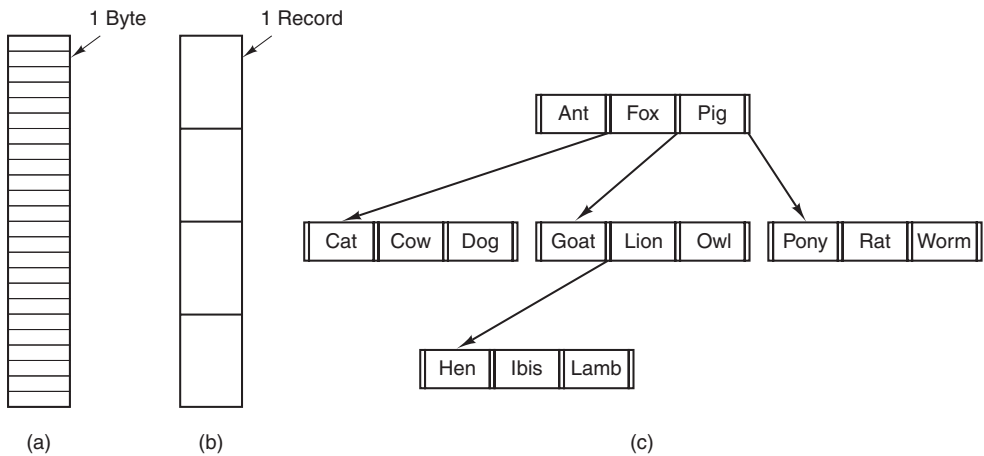 1 Byte
1 Record
Ant Fox Pig
Cat Cow Dog
Goat Lion Owl
Pony Rat Worm
Hen Ibis Lamb
(a)
(b)
(c)